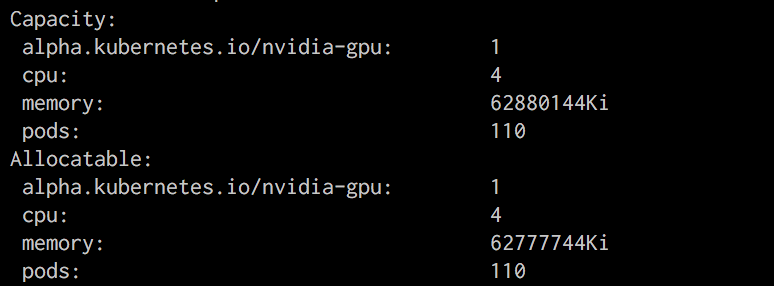 Capacity:
alpha.kubernetes.io/nvidia-gpu: 1
cpu: 4
memory: 62880144Ki
pods: 110
Allocatable:
alpha.kubernetes.io/nvidia-gpu: 1
cpu: 4
memory: 62777744Ki
pods: 110